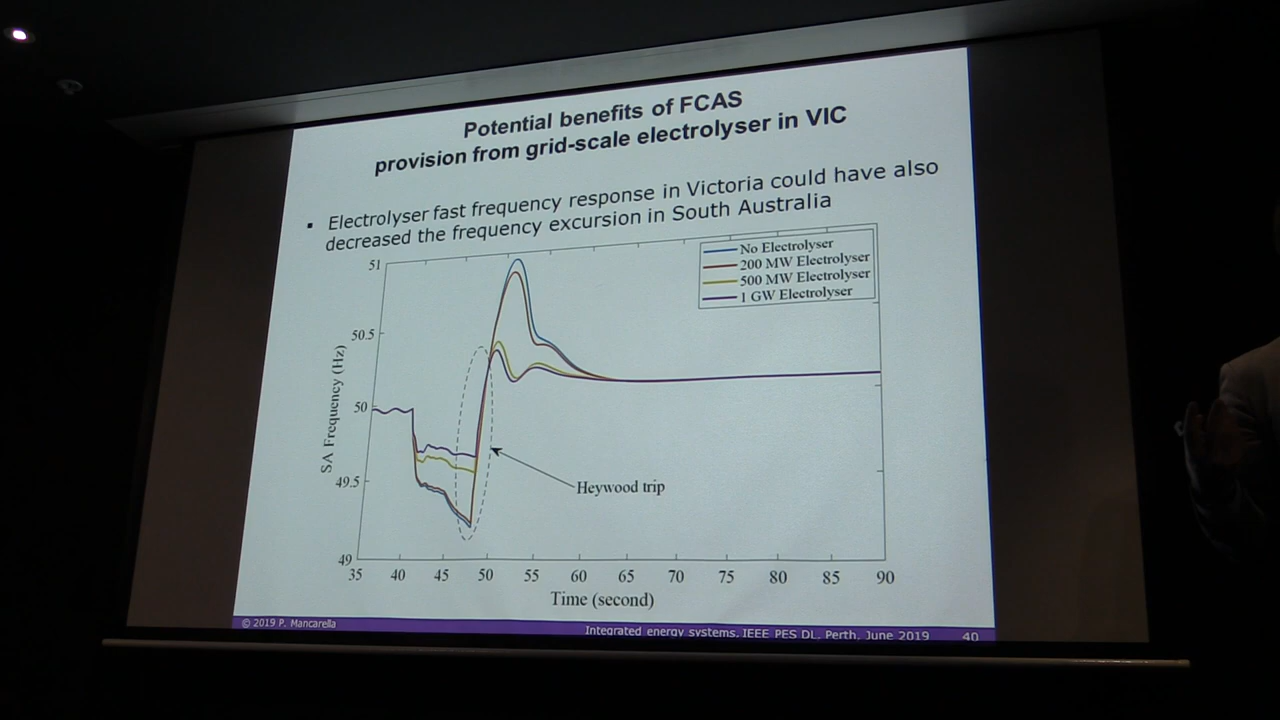 Potential benefits of FCAS
provision from grid-scale electrolyser in VIC
▪ Electrolyser fast frequency response in Victoria could have also
decreased the frequency excursion in South Australia
No Electrolyser
200 MW Electrolyser
500 MW Electrolyser
1 GW Electrolyser
51
50.5
50
49.5
49
SA Frequency (Hz)
Heywood trip
35 40 45 50 55 60 65 70 75 80 85 90
Time (second)
© 2019 P. Mancarella
Integrated energy systems. IEEE PES DL. Perth, June 2019 40